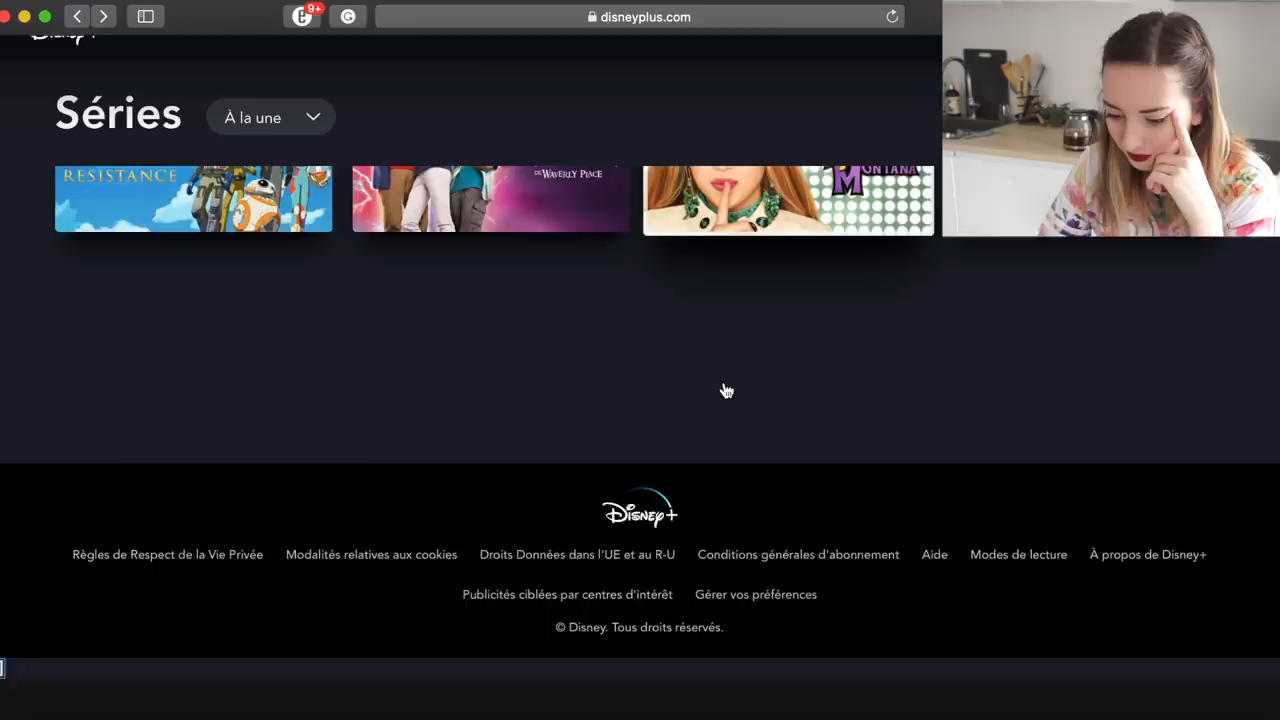 9+
disneyplus.com
Disney+
Séries
À la une
RESISTANCE
DE WAVERLY PLACE
MONTANA
Disney+
Règles de Respect de la Vie Privée
Modalités relatives aux cookies
Droits Données dans l'UE et au R-U
Conditions générales d'abonnement
Aide
Modes de lecture
À propos de Disney+
Publicités ciblées par centres d'intérêt
Gérer vos préférences
© Disney. Tous droits réservés.